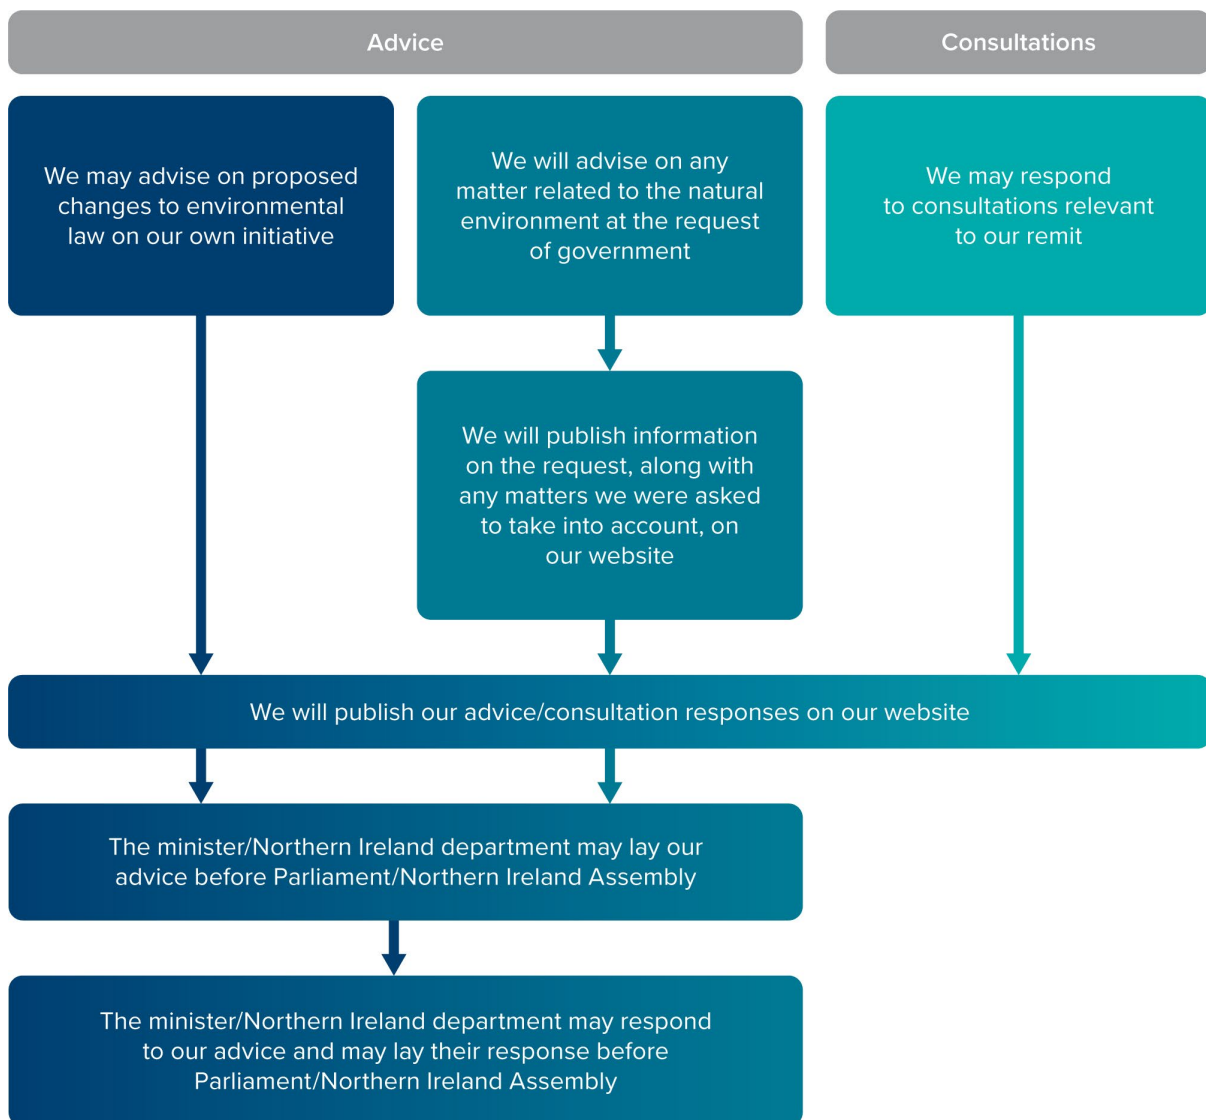 Advice
Consultations
We may advise on proposed
changes to environmental
law on our own initiative
We will advise on any
matter related to the natural
environment at the request
of government
We may respond
to consultations relevant
to our remit
We will publish information
on the request, along with
any matters we were asked
to take into account, on
our website
We will publish our advice/consultation responses on our website
The minister/Northern Ireland department may lay our
advice before Parliament/Northern Ireland Assembly
The minister/Northern Ireland department may respond
to our advice and may lay their response before
Parliament/Northern Ireland Assembly